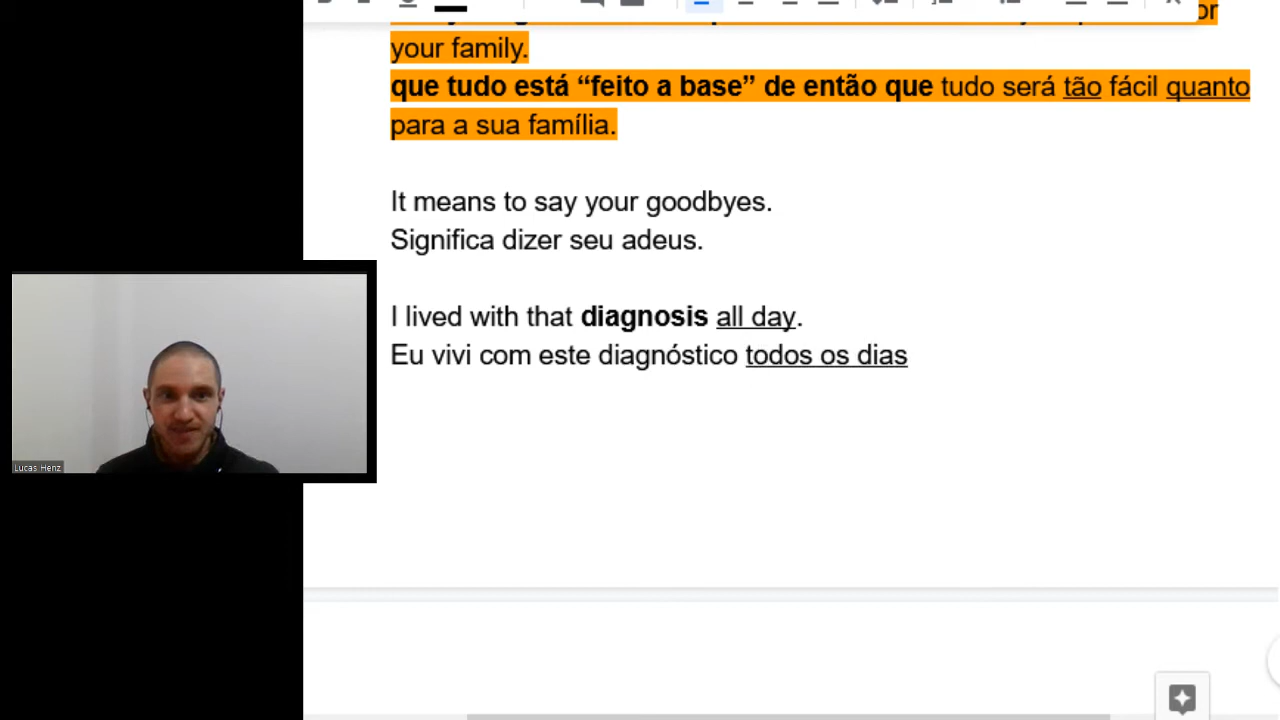 or
your family.
que tudo está “feito a base” de então que tudo será tão fácil quanto
para a sua família.
It means to say your goodbyes.
Significa dizer seu adeus.
I lived with that diagnosis all day.
Eu vivi com este diagnóstico todos os dias
Lucas Henz